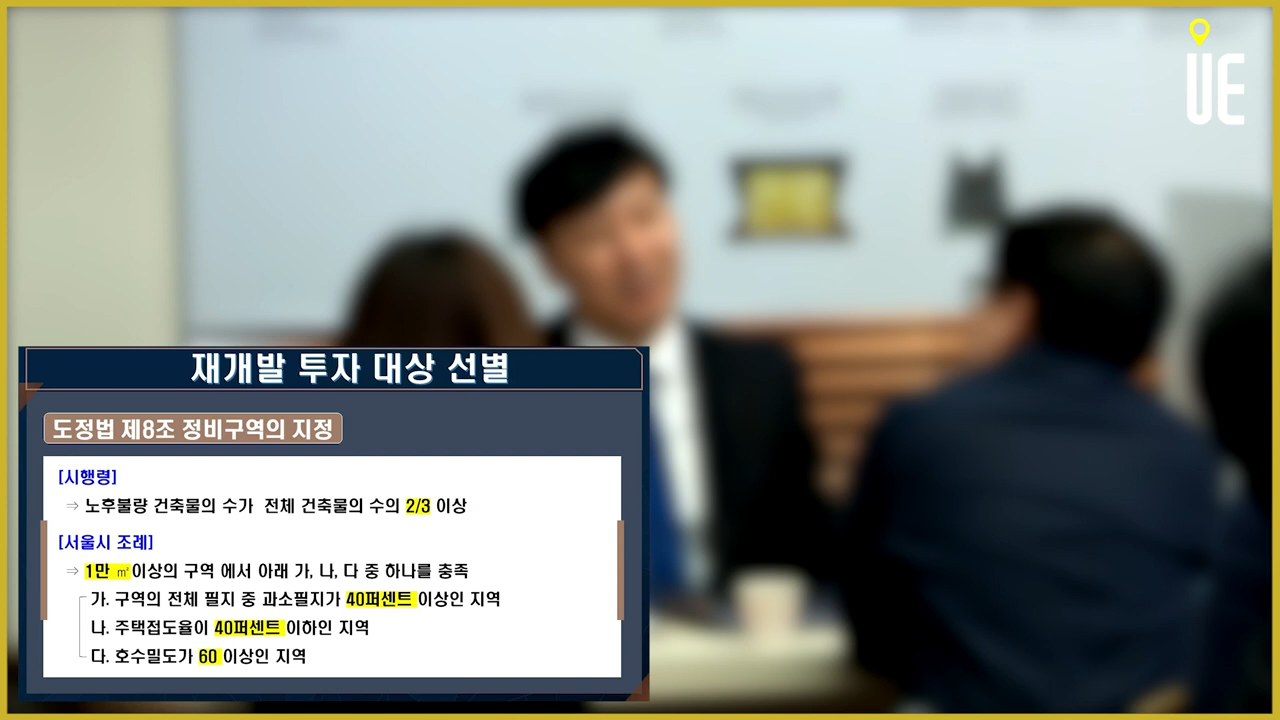 UE
재개발 투자 대상 선별
도정법 제8조 정비구역의 지정
[시행령]
⇒ 노후불량 건축물의 수가 전체 건축물의 수의 2/3 이상
[서울시 조례]
⇒ 1만 ㎡이상의 구역 에서 아래 가, 나, 다 중 하나를 충족
가. 구역의 전체 필지 중 과소필지가 40퍼센트 이상인 지역
나. 주택접도율이 40퍼센트 이하인 지역
다. 호수밀도가 60 이상인 지역